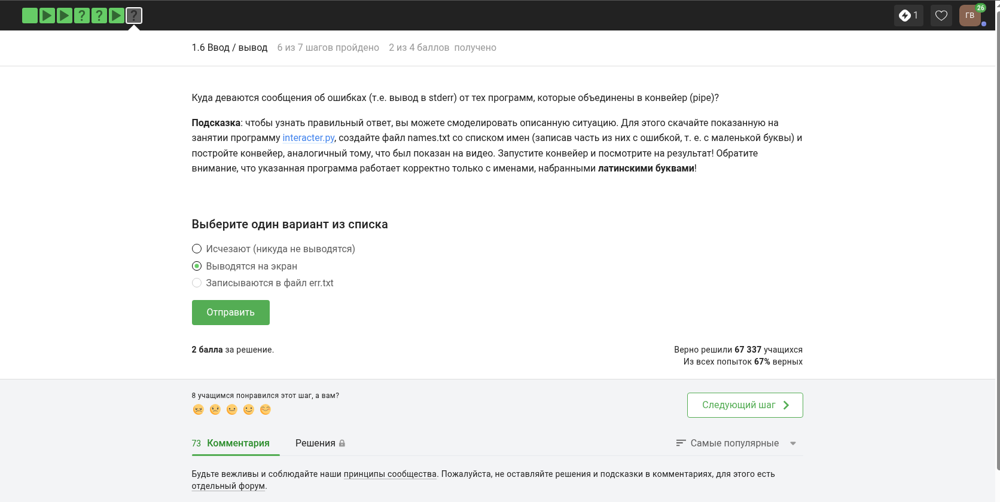 ? ? ?
1
ГВ
26
1.6 Ввод / вывод 6 из 7 шагов пройдено 2 из 4 баллов получено
Куда деваются сообщения об ошибках (т.е. вывод в stderr) от тех программ, которые объединены в конвейер (pipe)?
Подсказка: чтобы узнать правильный ответ, вы можете смоделировать описанную ситуацию. Для этого скачайте показанную на
занятии программу interacter.py, создайте файл names.txt со списком имен (записав часть из них с ошибкой, т. е. с маленькой буквы) и
постройте конвейер, аналогичный тому, что был показан на видео. Запустите конвейер и посмотрите на результат! Обратите
внимание, что указанная программа работает корректно только с именами, набранными латинскими буквами!
Выберите один вариант из списка
Исчезают (никуда не выводятся)
Выводятся на экран
Записываются в файл err.txt
Отправить
2 балла за решение.
Верно решили 67 337 учащихся
Из всех попыток 67% верных
8 учащимся понравился этот шаг, а вам?
Следующий шаг
73 Комментария Решения Самые популярные
Будьте вежливы и соблюдайте наши принципы сообщества. Пожалуйста, не оставляйте решения и подсказки в комментариях, для этого есть
отдельный форум.